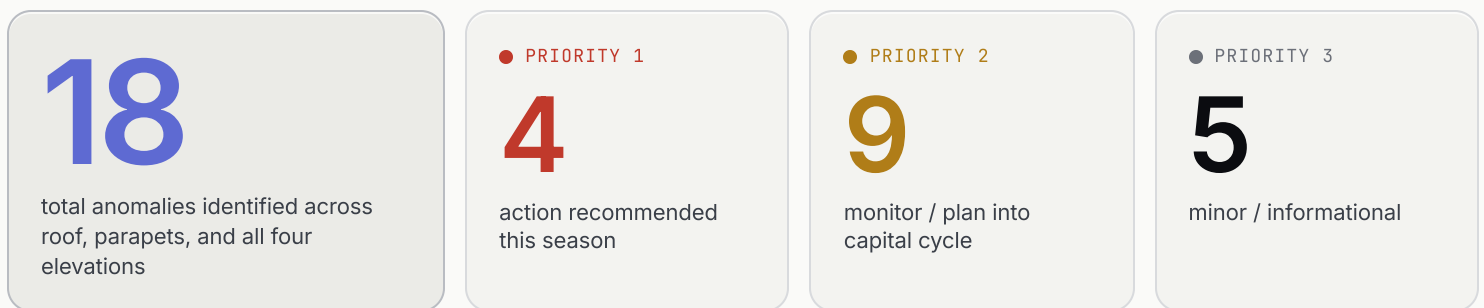 18
total anomalies identified across
roof, parapets, and all four
elevations
PRIORITY 1
4
action recommended
this season
PRIORITY 2
9
monitor / plan into
capital cycle
PRIORITY 3
5
minor / informational